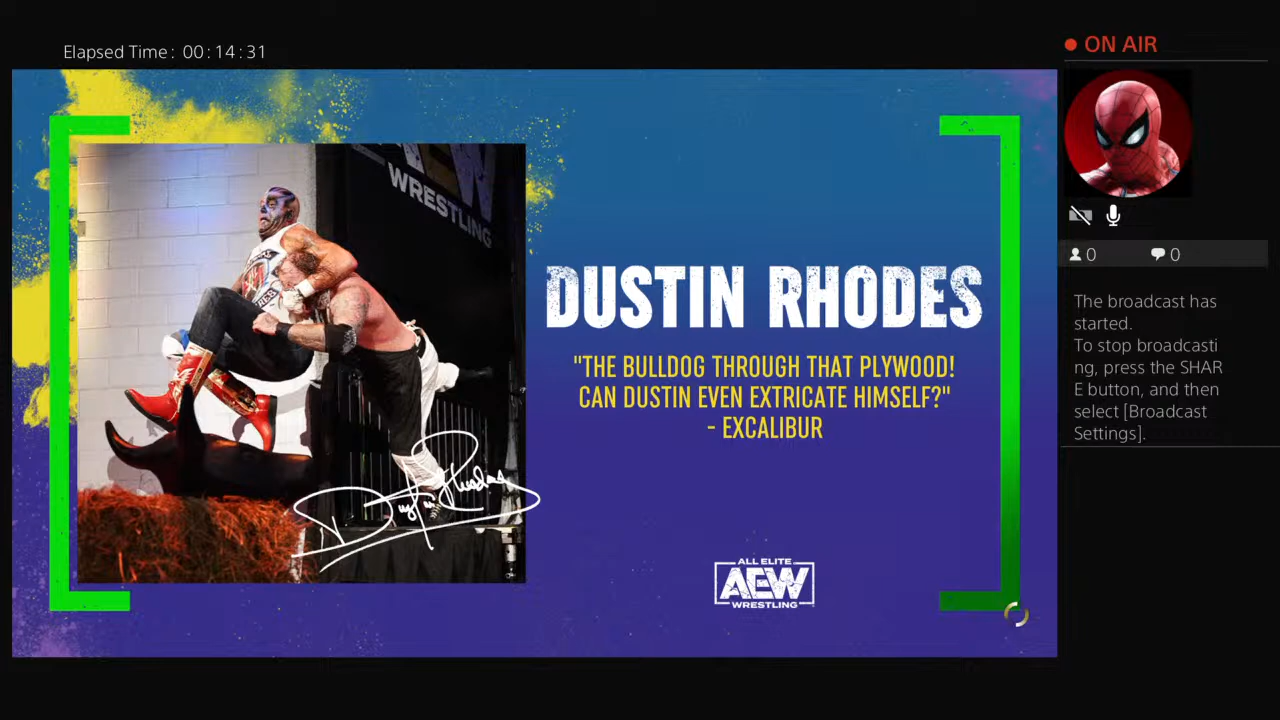 Elapsed Time: 00:14:31
ON AIR
WRESTLING
DUSTIN RHODES
"THE BULLDOG THROUGH THAT PLYWOOD!
CAN DUSTIN EVEN EXTRICATE HIMSELF?"
- EXCALIBUR
Dustin Rhodes
ALL ELITE
AEW
WRESTLING
0
0
The broadcast has
started.
To stop broadcasti
ng, press the SHAR
E button, and then
select [Broadcast
Settings].